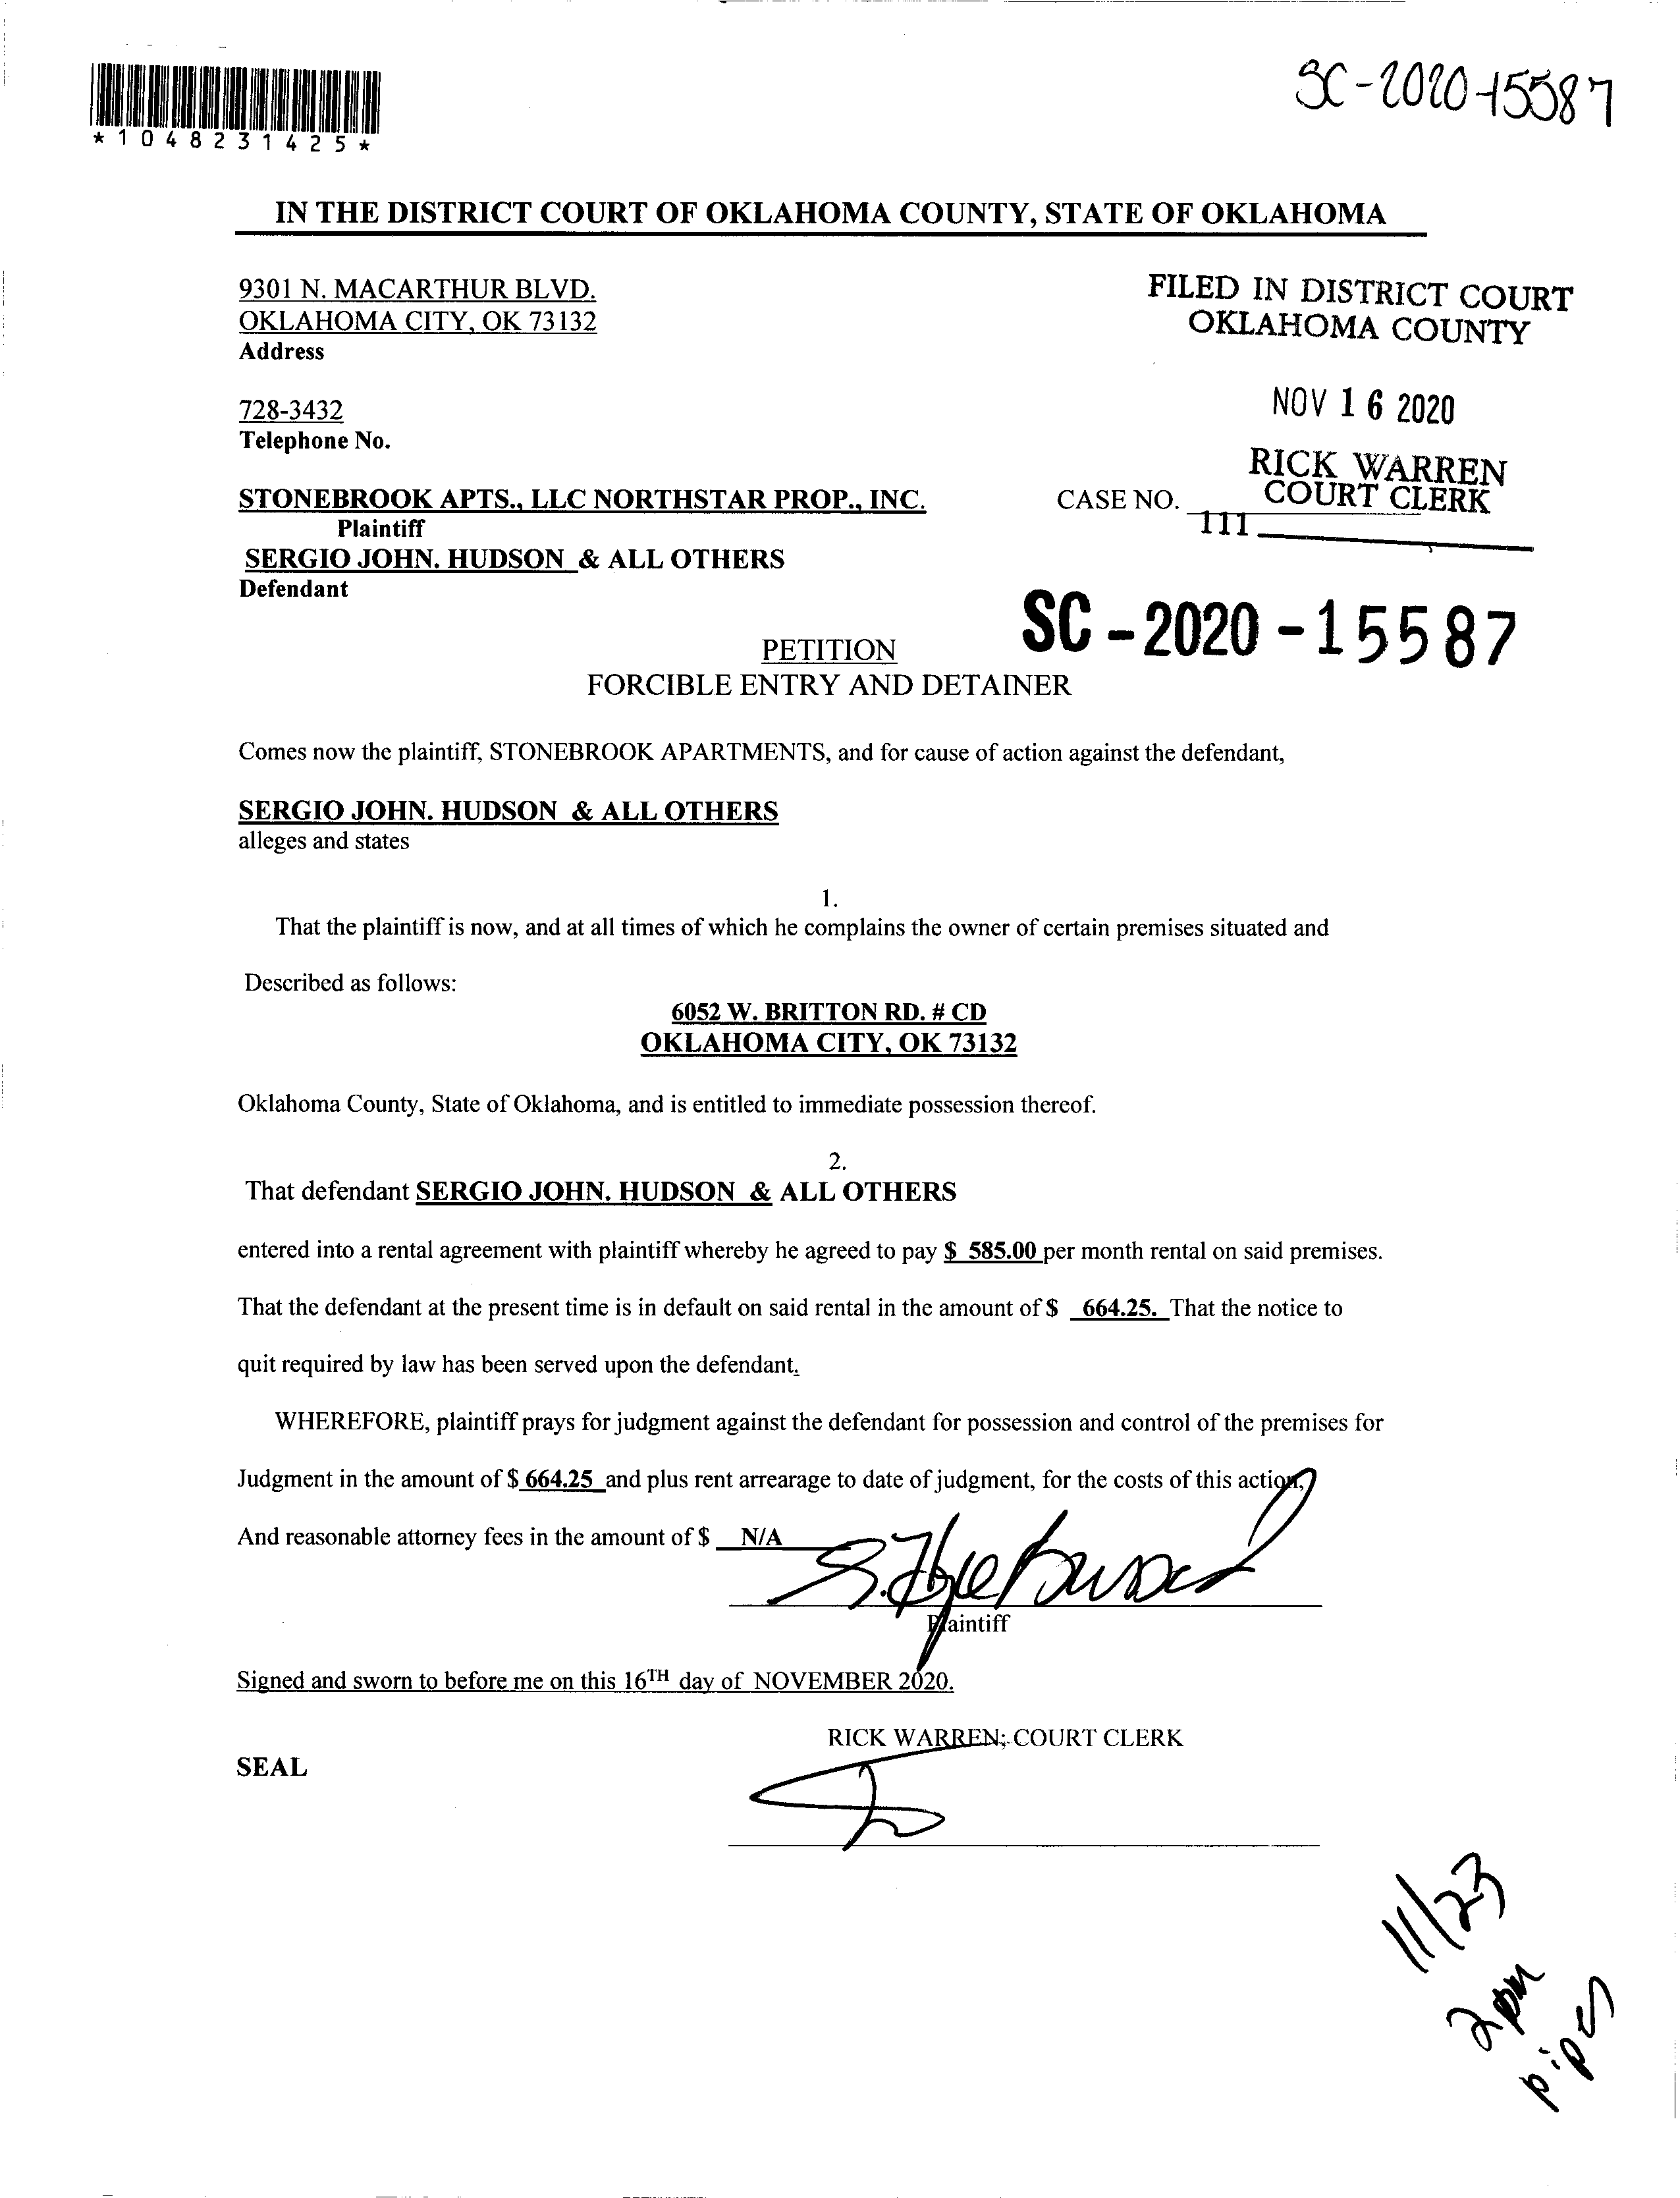 SC-2020-15587
*1048231425*
IN THE DISTRICT COURT OF OKLAHOMA COUNTY, STATE OF OKLAHOMA
9301 N. MACARTHUR BLVD.
OKLAHOMA CITY, OK 73132
Address
FILED IN DISTRICT COURT
OKLAHOMA COUNTY
NOV 16 2020
728-3432
Telephone No.
RICK WARREN
COURT CLERK
STONEBROOK APTS., LLC NORTHSTAR PROP., INC.
CASE NO.
111
Plaintiff
SERGIO JOHN. HUDSON & ALL OTHERS
Defendant
SC-2020-15587
PETITION
FORCIBLE ENTRY AND DETAINER
Comes now the plaintiff, STONEBROOK APARTMENTS, and for cause of action against the defendant,
SERGIO JOHN. HUDSON & ALL OTHERS
alleges and states
1.
That the plaintiff is now, and at all times of which he complains the owner of certain premises situated and
Described as follows:
6052 W. BRITTON RD. # CD
OKLAHOMA CITY, OK 73132
Oklahoma County, State of Oklahoma, and is entitled to immediate possession thereof.
2.
That defendant SERGIO JOHN. HUDSON & ALL OTHERS
entered into a rental agreement with plaintiff whereby he agreed to pay $ 585.00 per month rental on said premises.
That the defendant at the present time is in default on said rental in the amount of $ 664.25. That the notice to
quit required by law has been served upon the defendant.
WHEREFORE, plaintiff prays for judgment against the defendant for possession and control of the premises for
Judgment in the amount of $ 664.25 and plus rent arrearage to date of judgment, for the costs of this action,
And reasonable attorney fees in the amount of $ N/A
Plaintiff
Signed and sworn to before me on this 16TH day of NOVEMBER 2020.
RICK WARREN; COURT CLERK
SEAL
11/23
2pm
pipes